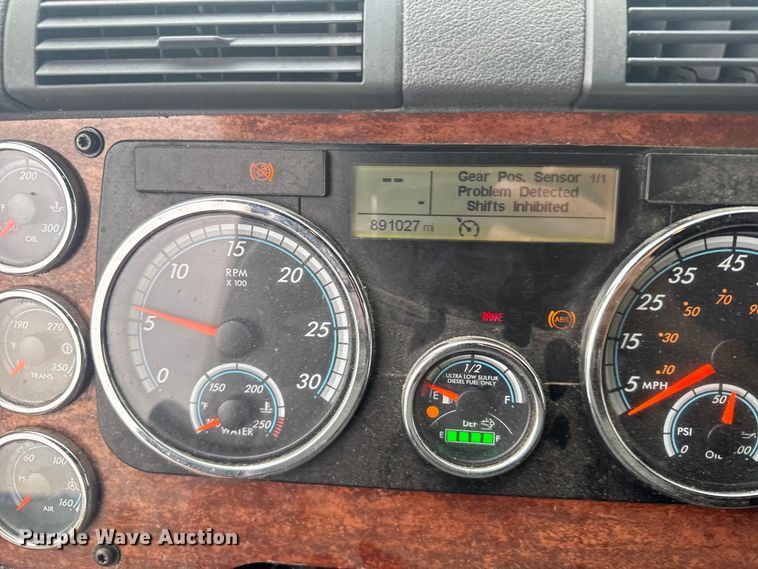 200
°F
300
OIL
190
270
°F
350
TRANS
60
100
160
AIR
0
5
10
15
20
25
30
RPM
X 100
150
200
°F
250
WATER
--
-
Gear Pos. Sensor 1/1
Problem Detected
Shifts Inhibited
891027 mi
BRAKE
ABS
1/2
ULTRA LOW SULFUR
DIESEL FUEL ONLY
E
F
DEF
E
F
5 MPH
15
25
35
45
10
30
50
70
PSI
0
50
OIL
Purple Wave Auction